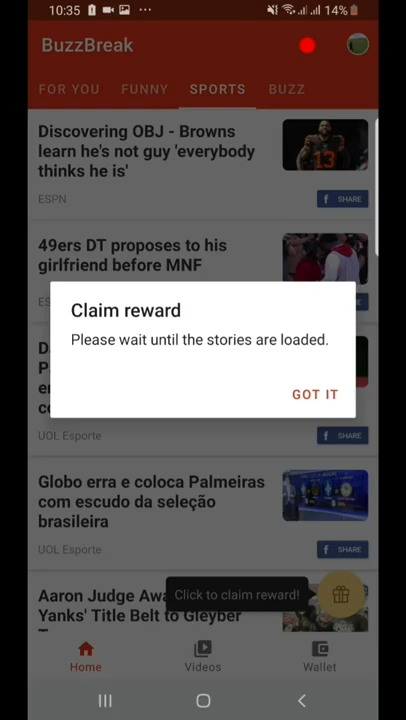 10:35
14%
BuzzBreak
FOR YOU
FUNNY
SPORTS
BUZZ
Discovering OBJ - Browns
learn he's not guy 'everybody
thinks he is'
ESPN
f SHARE
49ers DT proposes to his
girlfriend before MNF
Claim reward
Please wait until the stories are loaded.
GOT IT
UOL Esporte
f SHARE
Globo erra e coloca Palmeiras
com escudo da seleção
brasileira
UOL Esporte
f SHARE
Aaron Judge
Click to claim reward!
Yanks' Title Belt to Gleyber
Home
Videos
Wallet